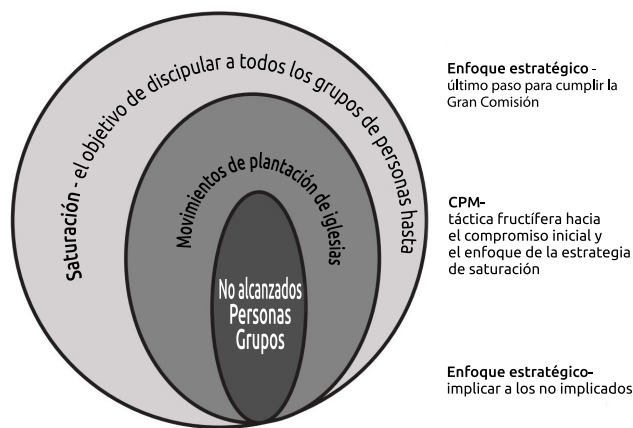 Saturación - el objetivo de discipular a todos los grupos de personas hasta
Movimientos de plantación de iglesias
No alcanzados
Personas
Grupos
Enfoque estratégico -
último paso para cumplir la
Gran Comisión
CPM-
táctica fructífera hacia
el compromiso inicial y
el enfoque de la estrategia
de saturación
Enfoque estratégico-
implicar a los no implicados